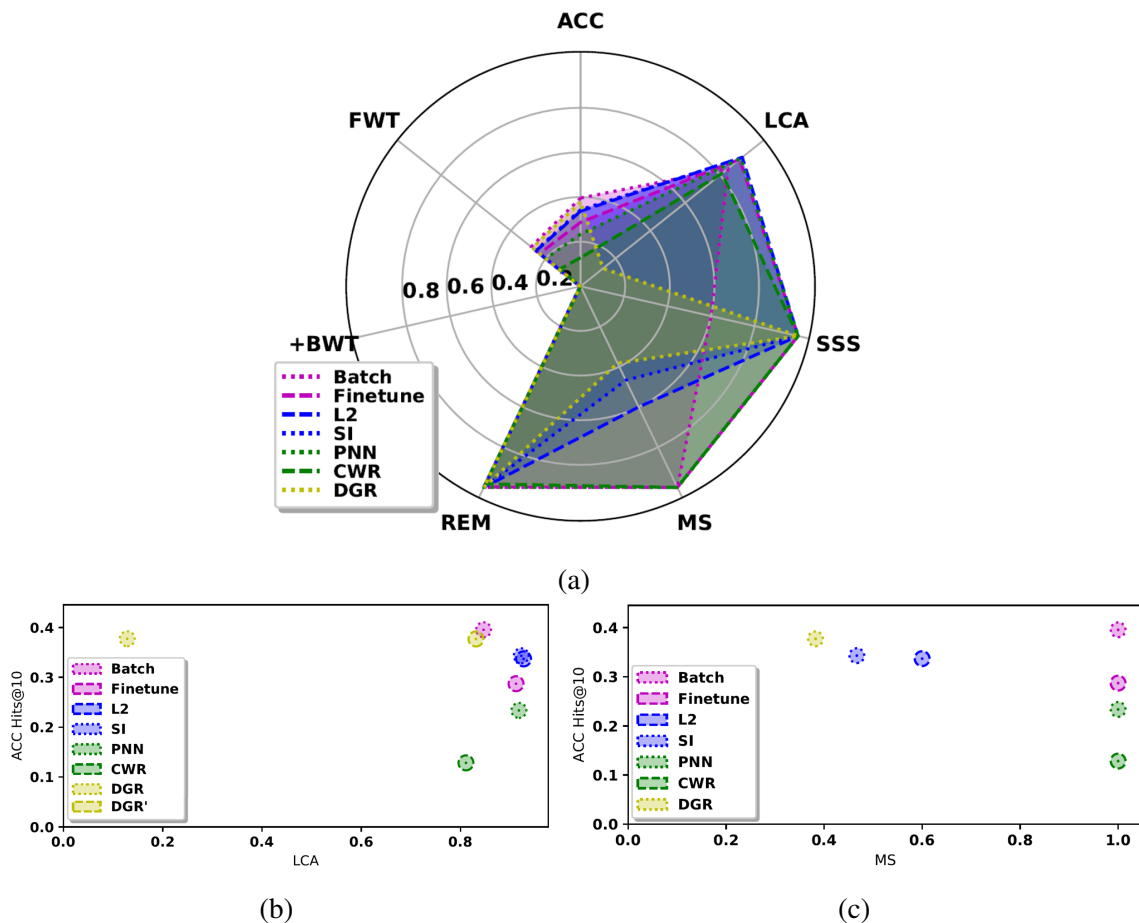 ACC
FWT
LCA
0.8 0.6 0.4 0.2
+BWT
SSS
Batch
Finetune
L2
SI
PNN
CWR
DGR
REM
MS
(a)
ACC Hits@10
0.4
0.3
0.2
0.1
0.0
Batch
Finetune
L2
SI
PNN
CWR
DGR
DGR'
0.0 0.2 0.4 0.6 0.8
LCA
(b)
ACC Hits@10
0.4
0.3
0.2
0.1
0.0
Batch
Finetune
L2
SI
PNN
CWR
DGR
0.0 0.2 0.4 0.6 0.8 1.0
MS
(c)